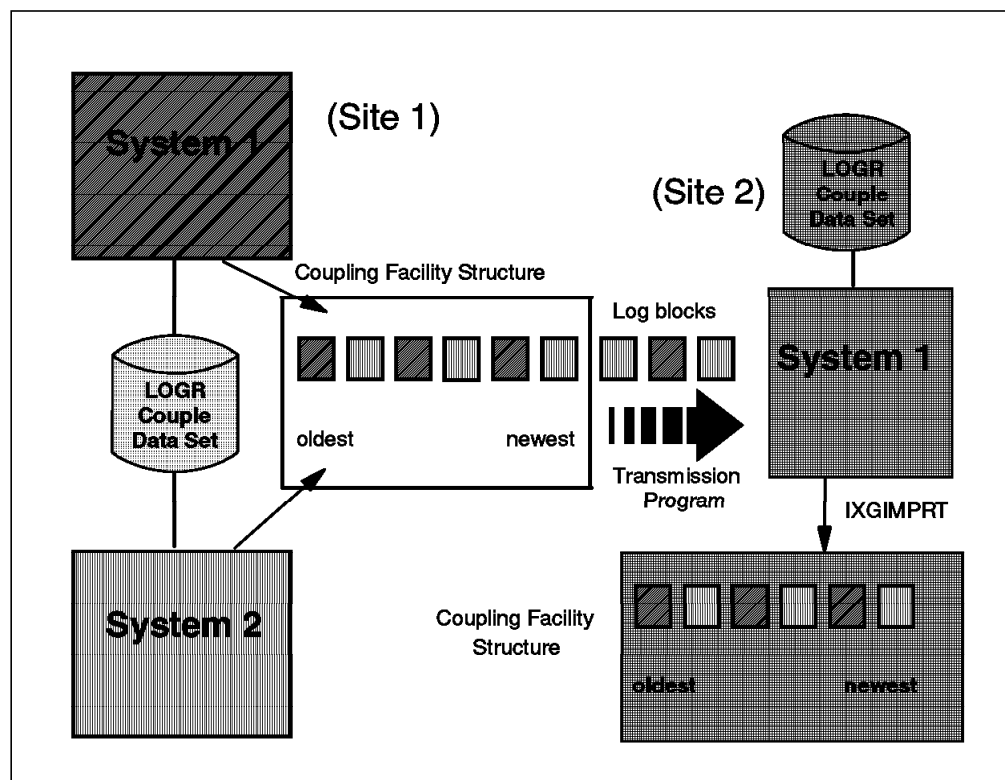 System 1
(Site 1)
(Site 2)
LOGR
Couple
Data Set
Coupling Facility Structure
Log blocks
System 1
LOGR
Couple
Data Set
oldest
newest
Transmission
Program
IXGIMPRT
System 2
Coupling Facility
Structure
oldest
newest